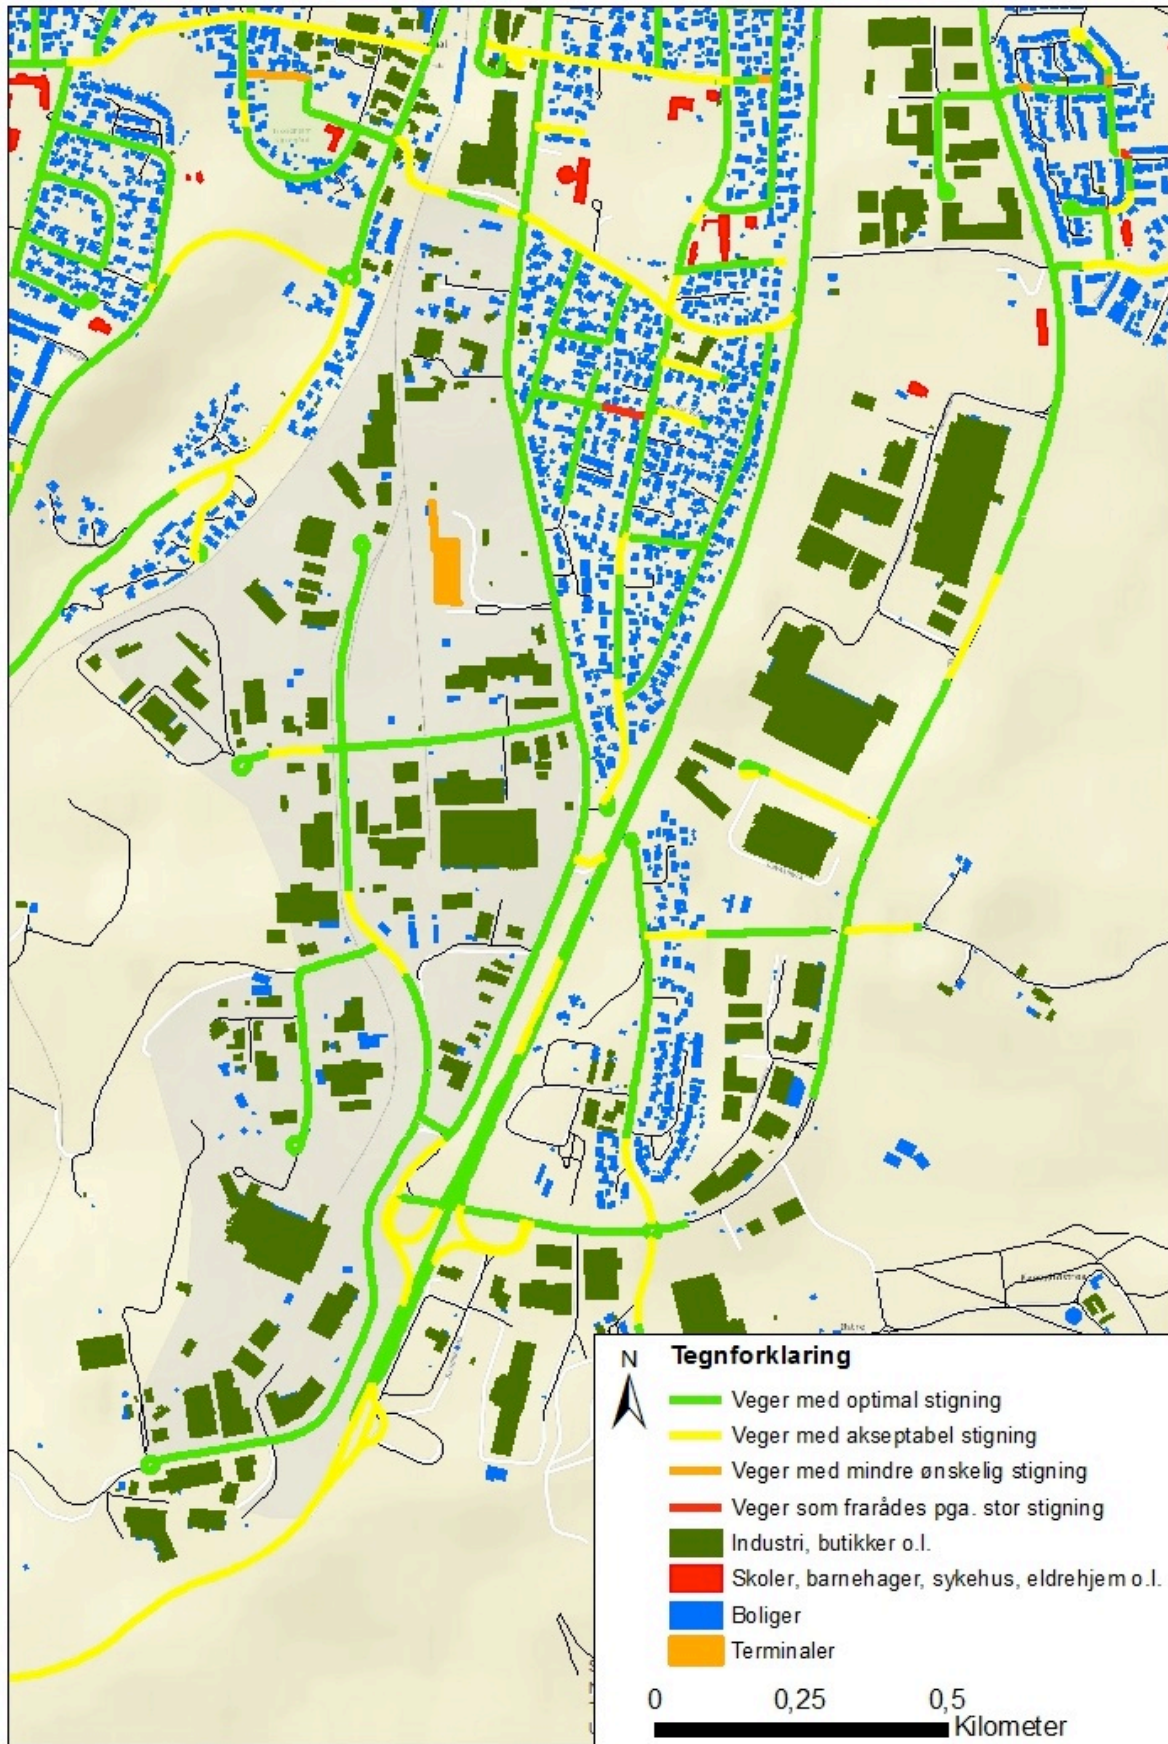 N
Tegnforklaring
Veger med optimal stigning
Veger med akseptabel stigning
Veger med mindre ønskelig stigning
Veger som frarådes pga. stor stigning
Industri, butikker o.l.
Skoler, barnehager, sykehus, eldrehjem o.l.
Boliger
Terminaler
0 0,25 0,5
Kilometer